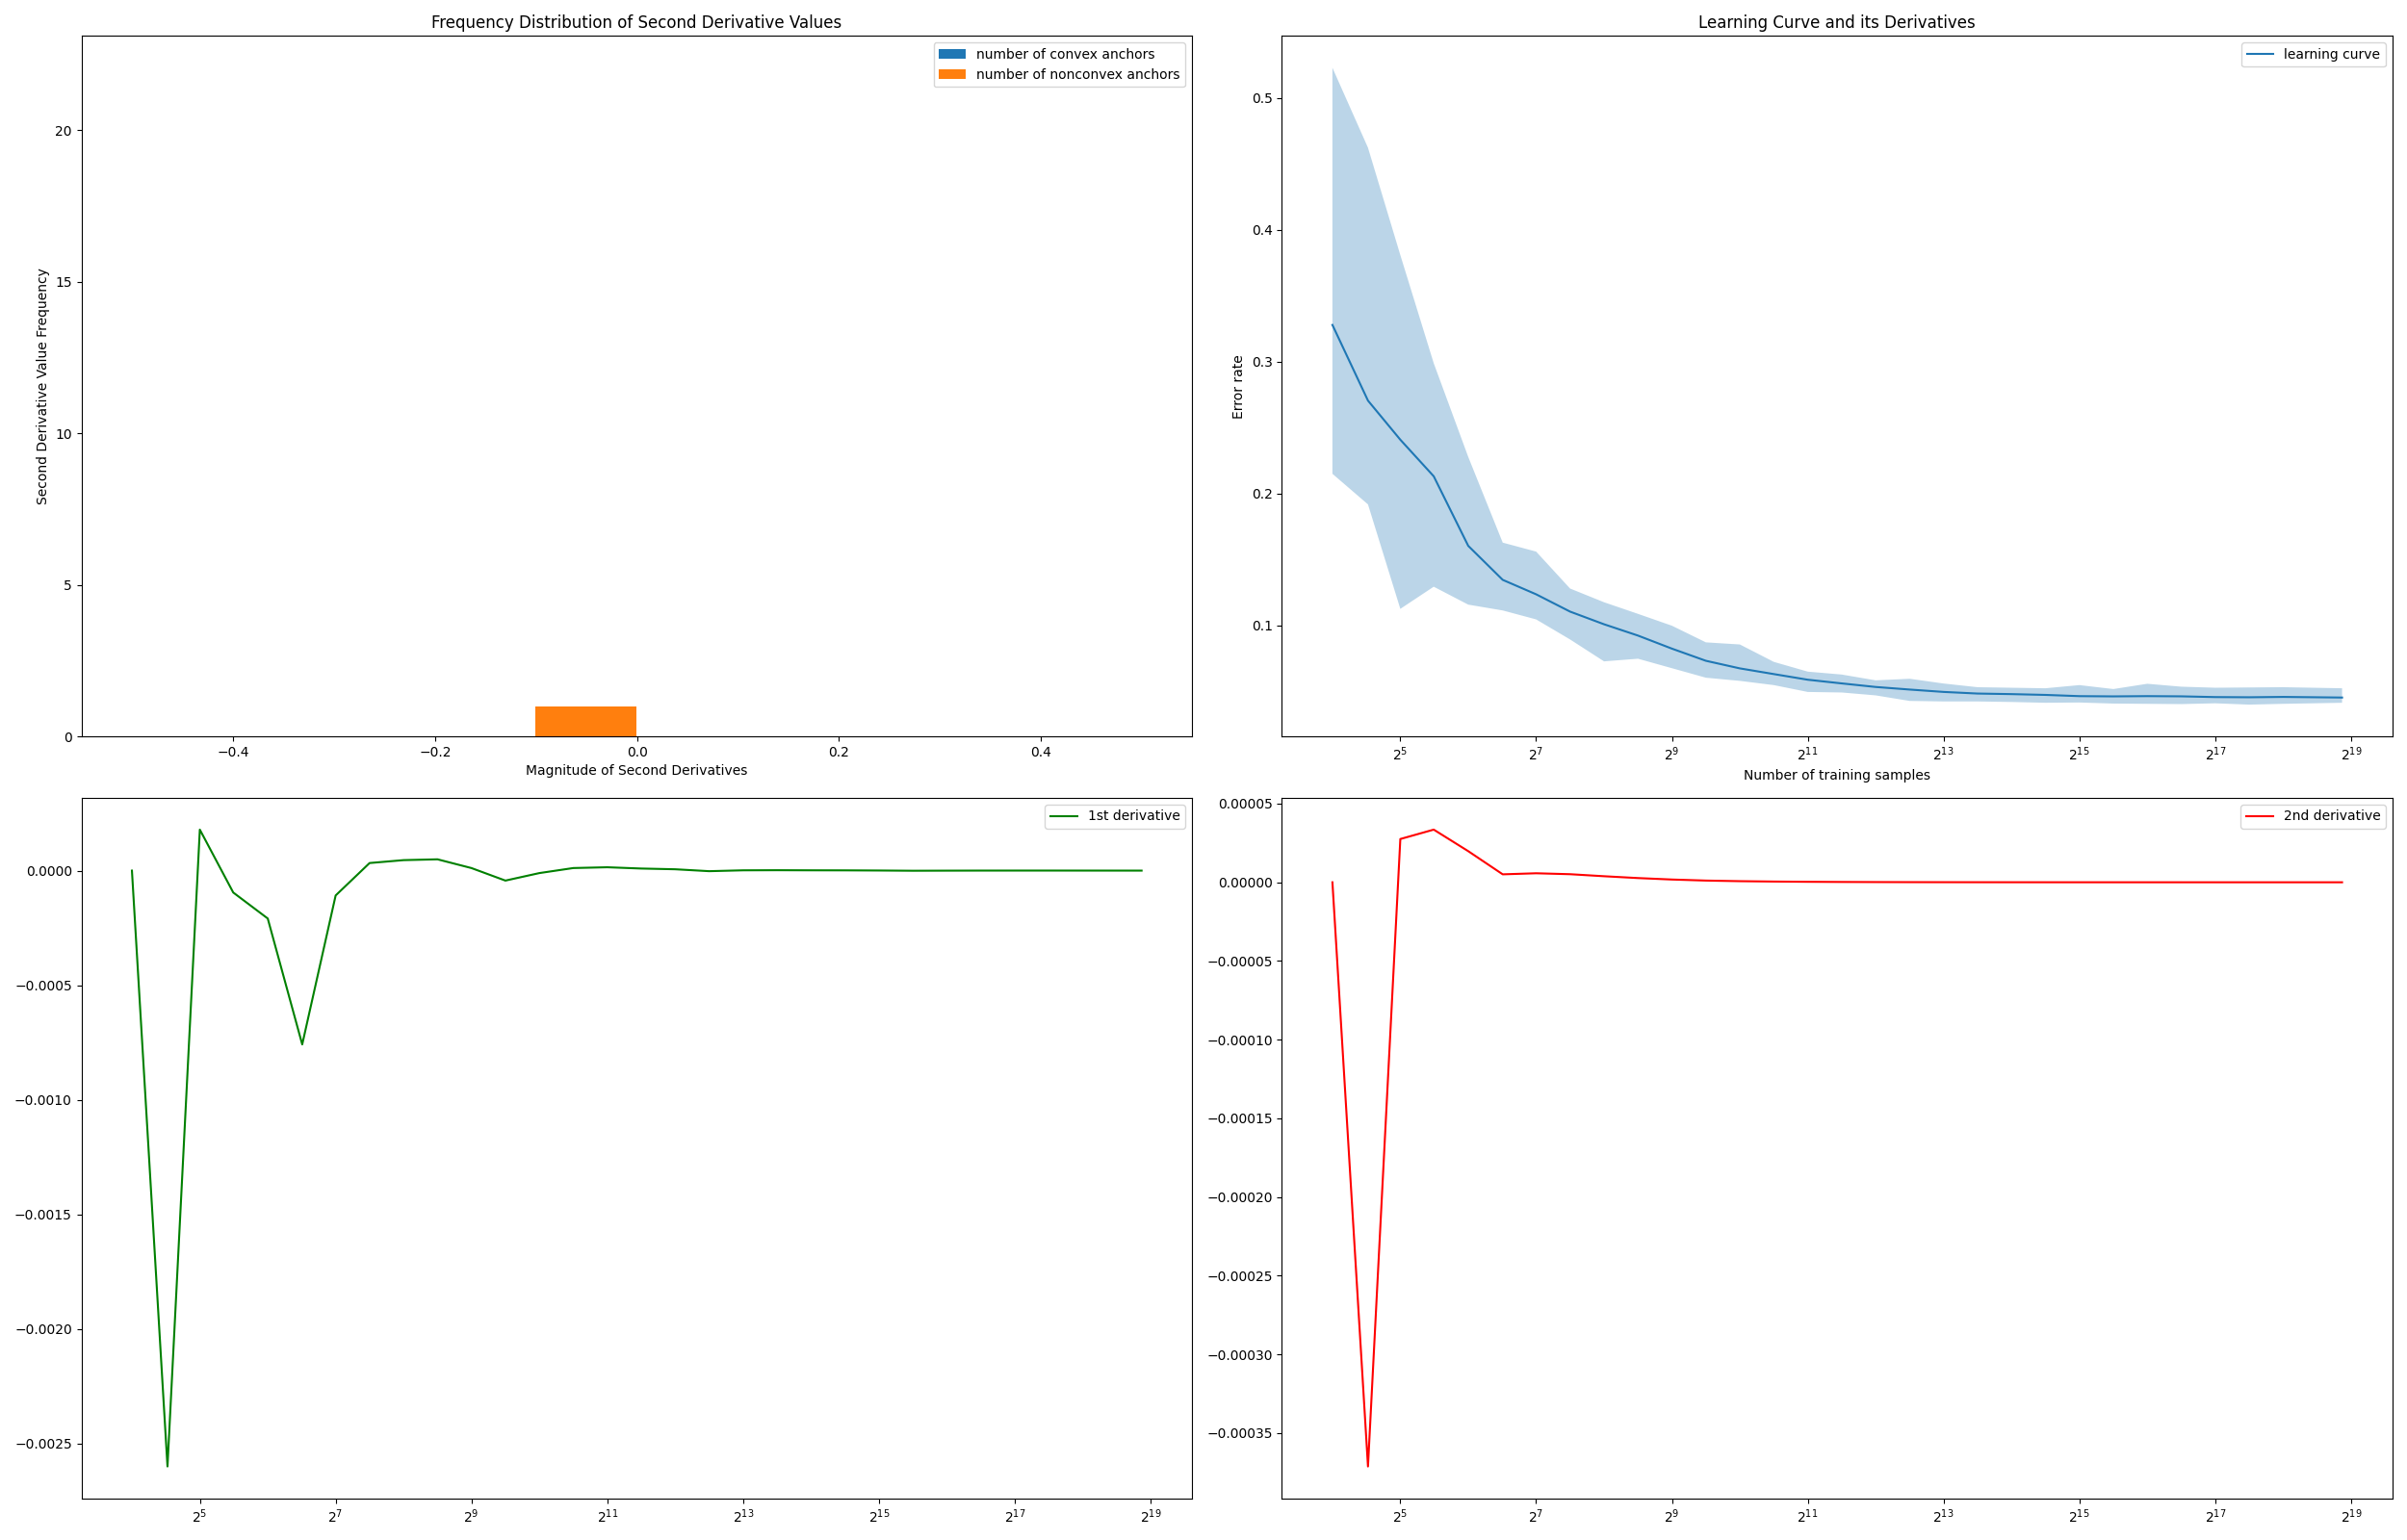 Frequency Distribution of Second Derivative Values
number of convex anchors
number of nonconvex anchors
20
15
10
5
0
Second Derivative Value Frequency
−0.4 −0.2 0.0 0.2 0.4
Magnitude of Second Derivatives
Learning Curve and its Derivatives
learning curve
0.5
0.4
0.3
0.2
0.1
Error rate
2^5 2^7 2^9 2^11 2^13 2^15 2^17 2^19
Number of training samples
1st derivative
0.0000
−0.0005
−0.0010
−0.0015
−0.0020
−0.0025
2^5 2^7 2^9 2^11 2^13 2^15 2^17 2^19
2nd derivative
0.00005
0.00000
−0.00005
−0.00010
−0.00015
−0.00020
−0.00025
−0.00030
−0.00035
2^5 2^7 2^9 2^11 2^13 2^15 2^17 2^19